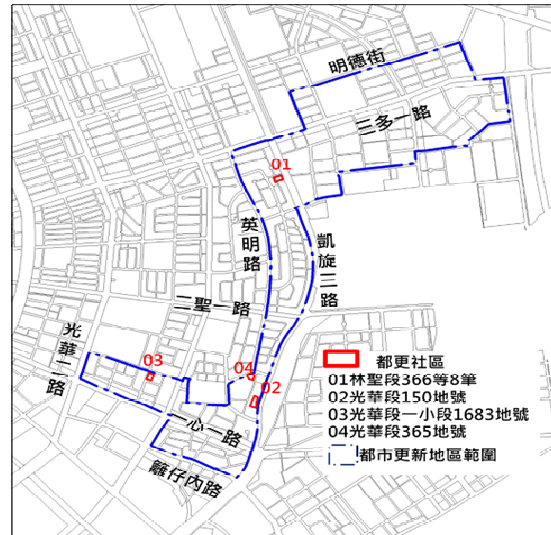 明德街
三多一路
01
英明路
凱旋三路
二聖一路
光華二路
03
04
02
一心一路
籬仔內路
都更社區
01林聖段366等8筆
02光華段150地號
03光華段一小段1683地號
04光華段365地號
都市更新地區範圍